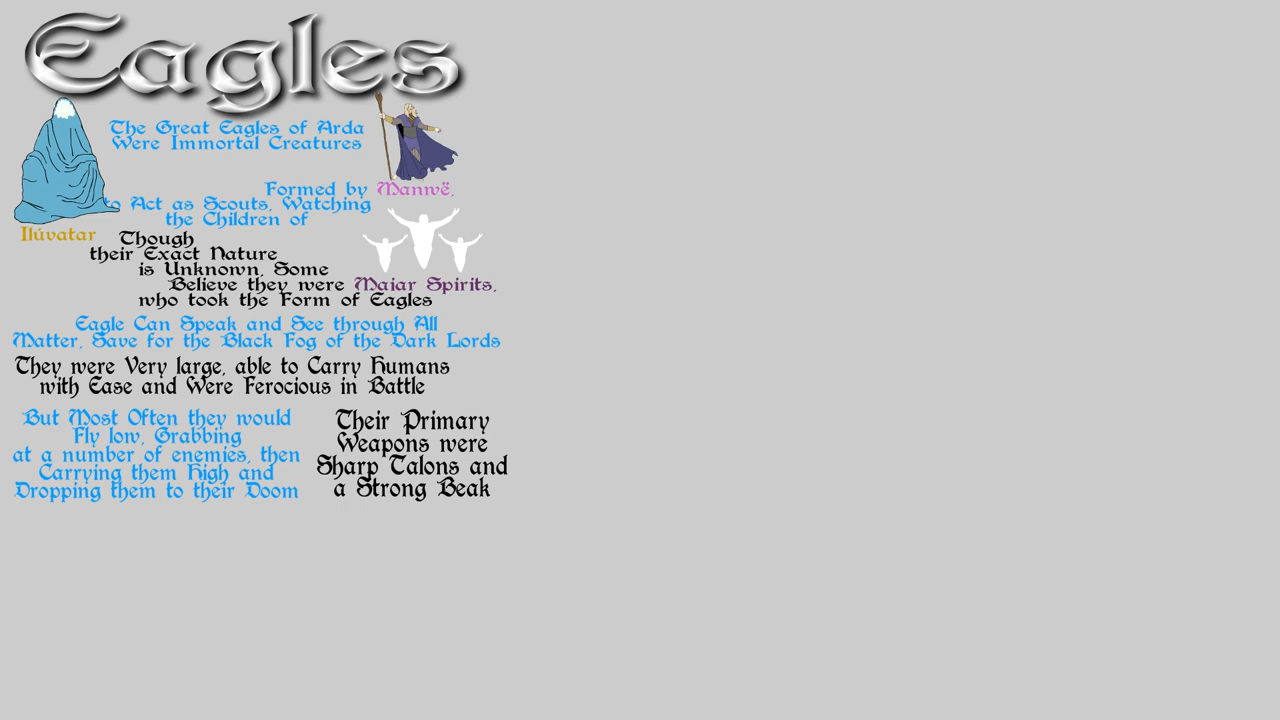 Eagles
The Great Eagles of Arda
Were Immortal Creatures
Formed by Manwë,
to Act as Scouts, Watching
the Children of
Ilúvatar
Though
their Exact Nature
is Unknown, Some
Believe they were Maiar Spirits,
who took the Form of Eagles
Eagle Can Speak and See through All
Matter, Save for the Black Fog of the Dark Lords
They were Very large, able to Carry Humans
with Ease and Were Ferocious in Battle
But Most Often they would
Fly low, Grabbing
at a number of enemies, then
Carrying them High and
Dropping them to their Doom
Their Primary
Weapons were
Sharp Talons and
a Strong Beak